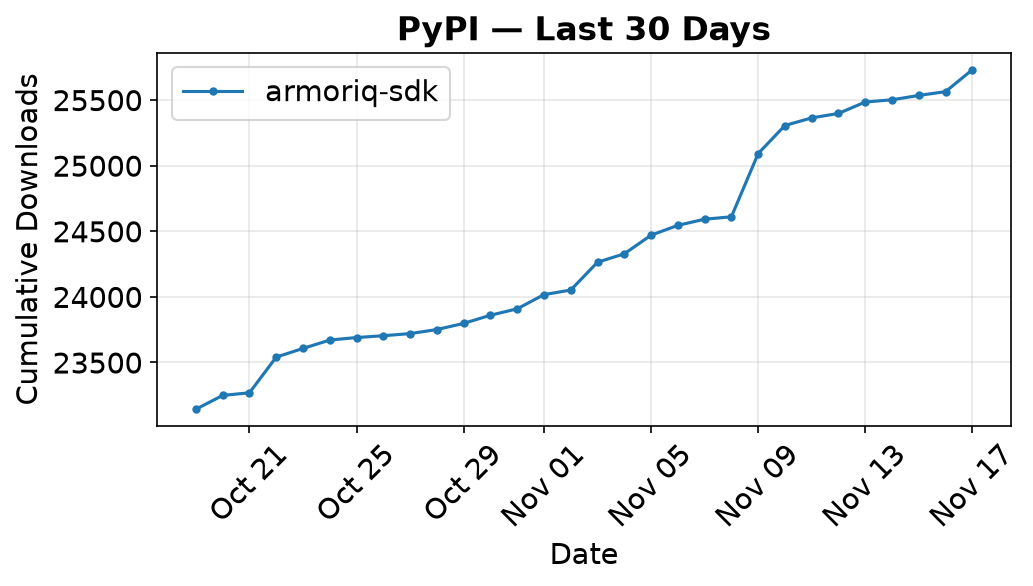 PyPI — Last 30 Days
armoriq-sdk
Cumulative Downloads
25500
25000
24500
24000
23500
Oct 21
Oct 25
Oct 29
Nov 01
Nov 05
Nov 09
Nov 13
Nov 17
Date